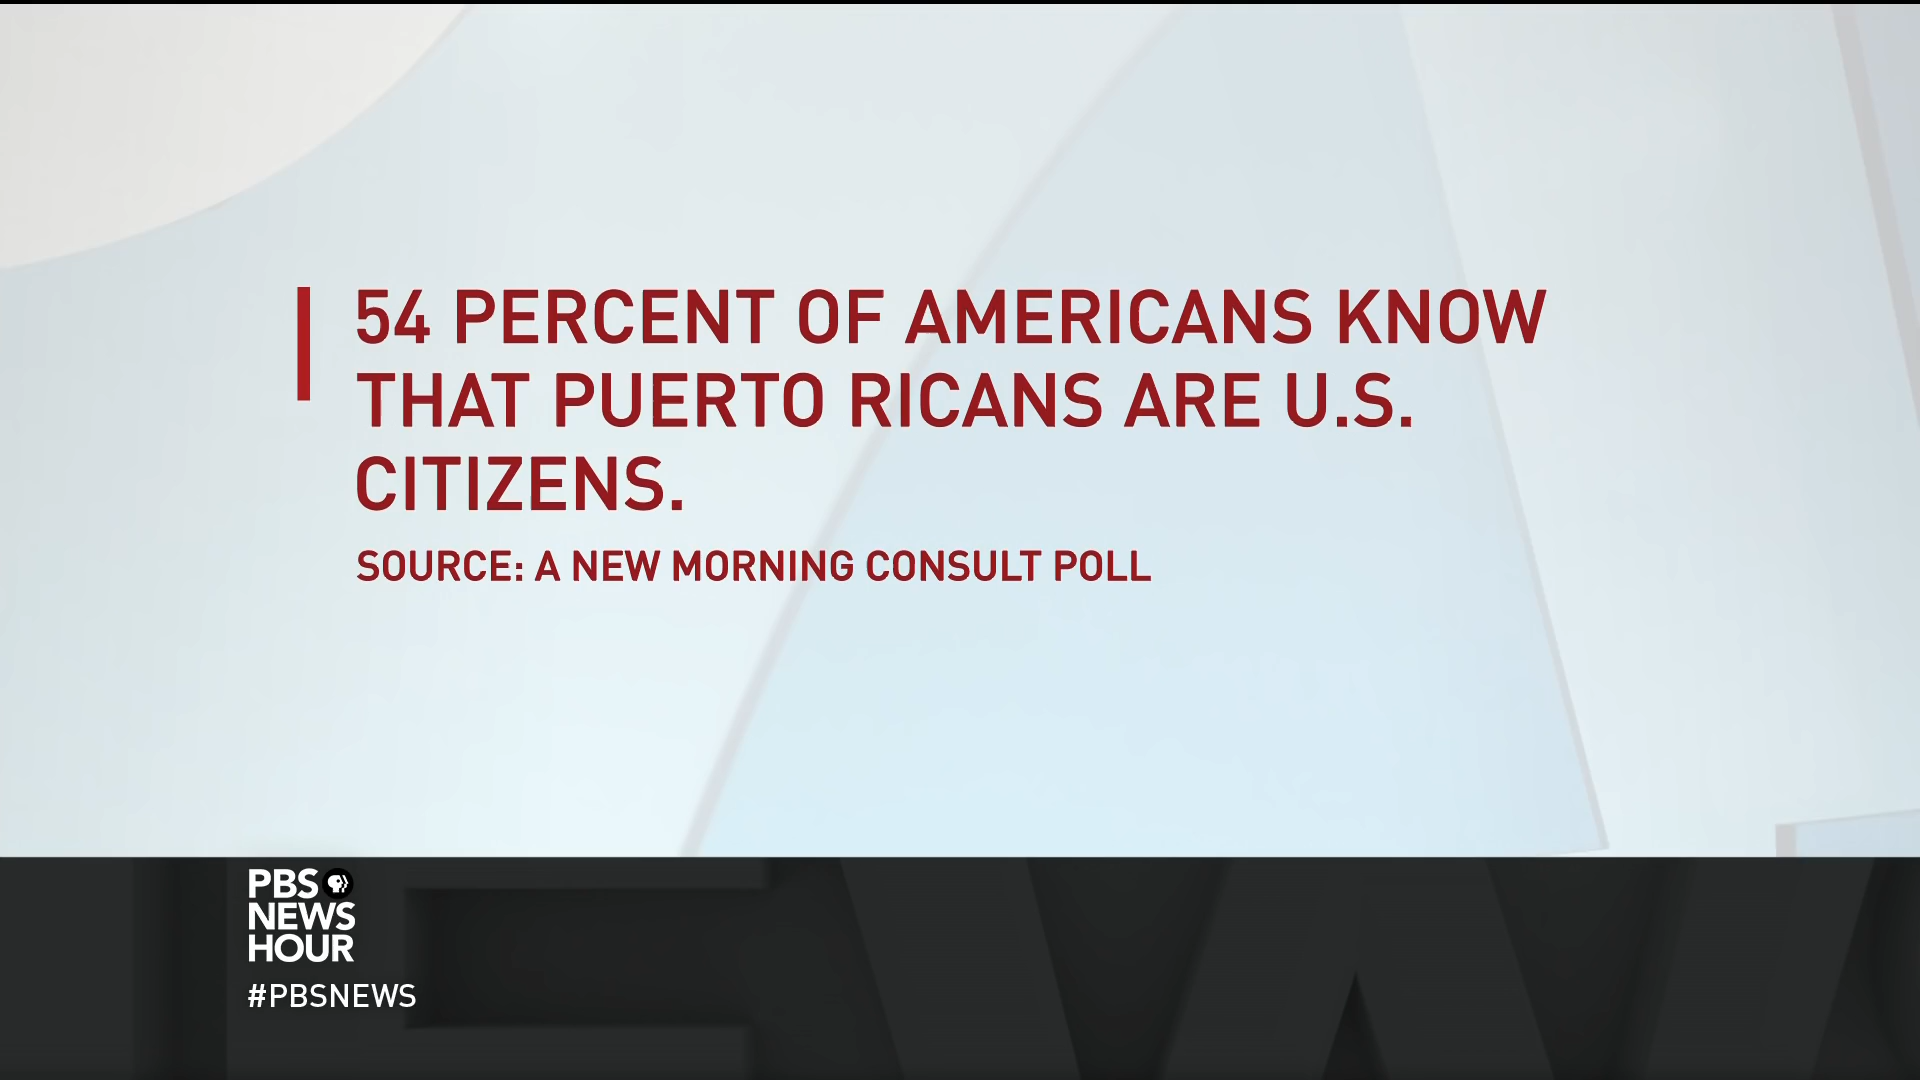 54 PERCENT OF AMERICANS KNOW
THAT PUERTO RICANS ARE U.S.
CITIZENS.
SOURCE: A NEW MORNING CONSULT POLL
PBS
NEWS
HOUR
#PBSNEWS